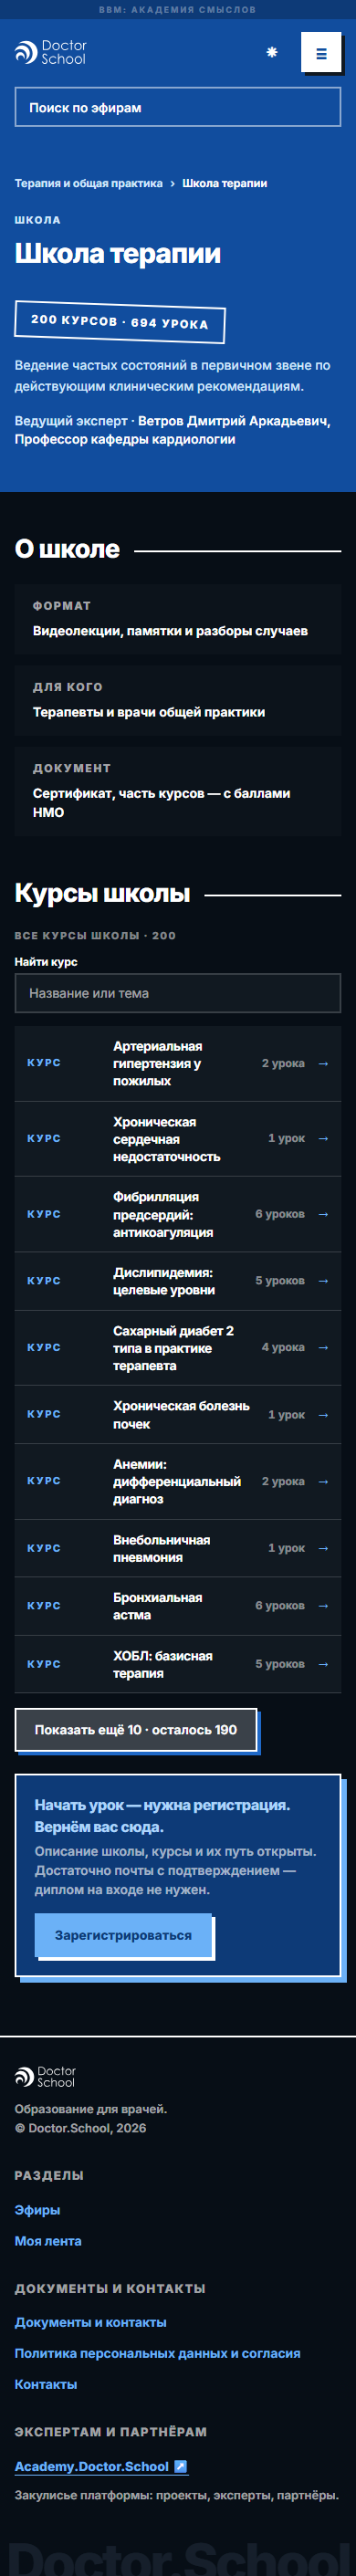 ВВМ: АКАДЕМИЯ СМЫСЛОВ
Doctor
School
Поиск по эфирам
Терапия и общая практика › Школа терапии
ШКОЛА
Школа терапии
200 КУРСОВ · 694 УРОКА
Ведение частых состояний в первичном звене по
действующим клиническим рекомендациям.
Ведущий эксперт · Ветров Дмитрий Аркадьевич,
Профессор кафедры кардиологии
О школе
ФОРМАТ
Видеолекции, памятки и разборы случаев
ДЛЯ КОГО
Терапевты и врачи общей практики
ДОКУМЕНТ
Сертификат, часть курсов — с баллами
НМО
Курсы школы
ВСЕ КУРСЫ ШКОЛЫ · 200
Найти курс
Название или тема
КУРС
Артериальная
гипертензия у
пожилых
2 урока →
КУРС
Хроническая
сердечная
недостаточность
1 урок →
КУРС
Фибрилляция
предсердий:
антикоагуляция
6 уроков →
КУРС
Дислипидемия:
целевые уровни
5 уроков →
КУРС
Сахарный диабет 2
типа в практике
терапевта
4 урока →
КУРС
Хроническая болезнь
почек
1 урок →
КУРС
Анемии:
дифференциальный
диагноз
2 урока →
КУРС
Внебольничная
пневмония
1 урок →
КУРС
Бронхиальная
астма
6 уроков →
КУРС
ХОБЛ: базисная
терапия
5 уроков →
Показать ещё 10 · осталось 190
Начать урок — нужна регистрация.
Вернём вас сюда.
Описание школы, курсы и их путь открыты.
Достаточно почты с подтверждением —
диплом на входе не нужен.
Зарегистрироваться
Doctor
School
Образование для врачей.
© Doctor.School, 2026
РАЗДЕЛЫ
Эфиры
Моя лента
ДОКУМЕНТЫ И КОНТАКТЫ
Документы и контакты
Политика персональных данных и согласия
Контакты
ЭКСПЕРТАМ И ПАРТНЁРАМ
Academy.Doctor.School ↗
Закулисье платформы: проекты, эксперты, партнёры.
Doctor.School